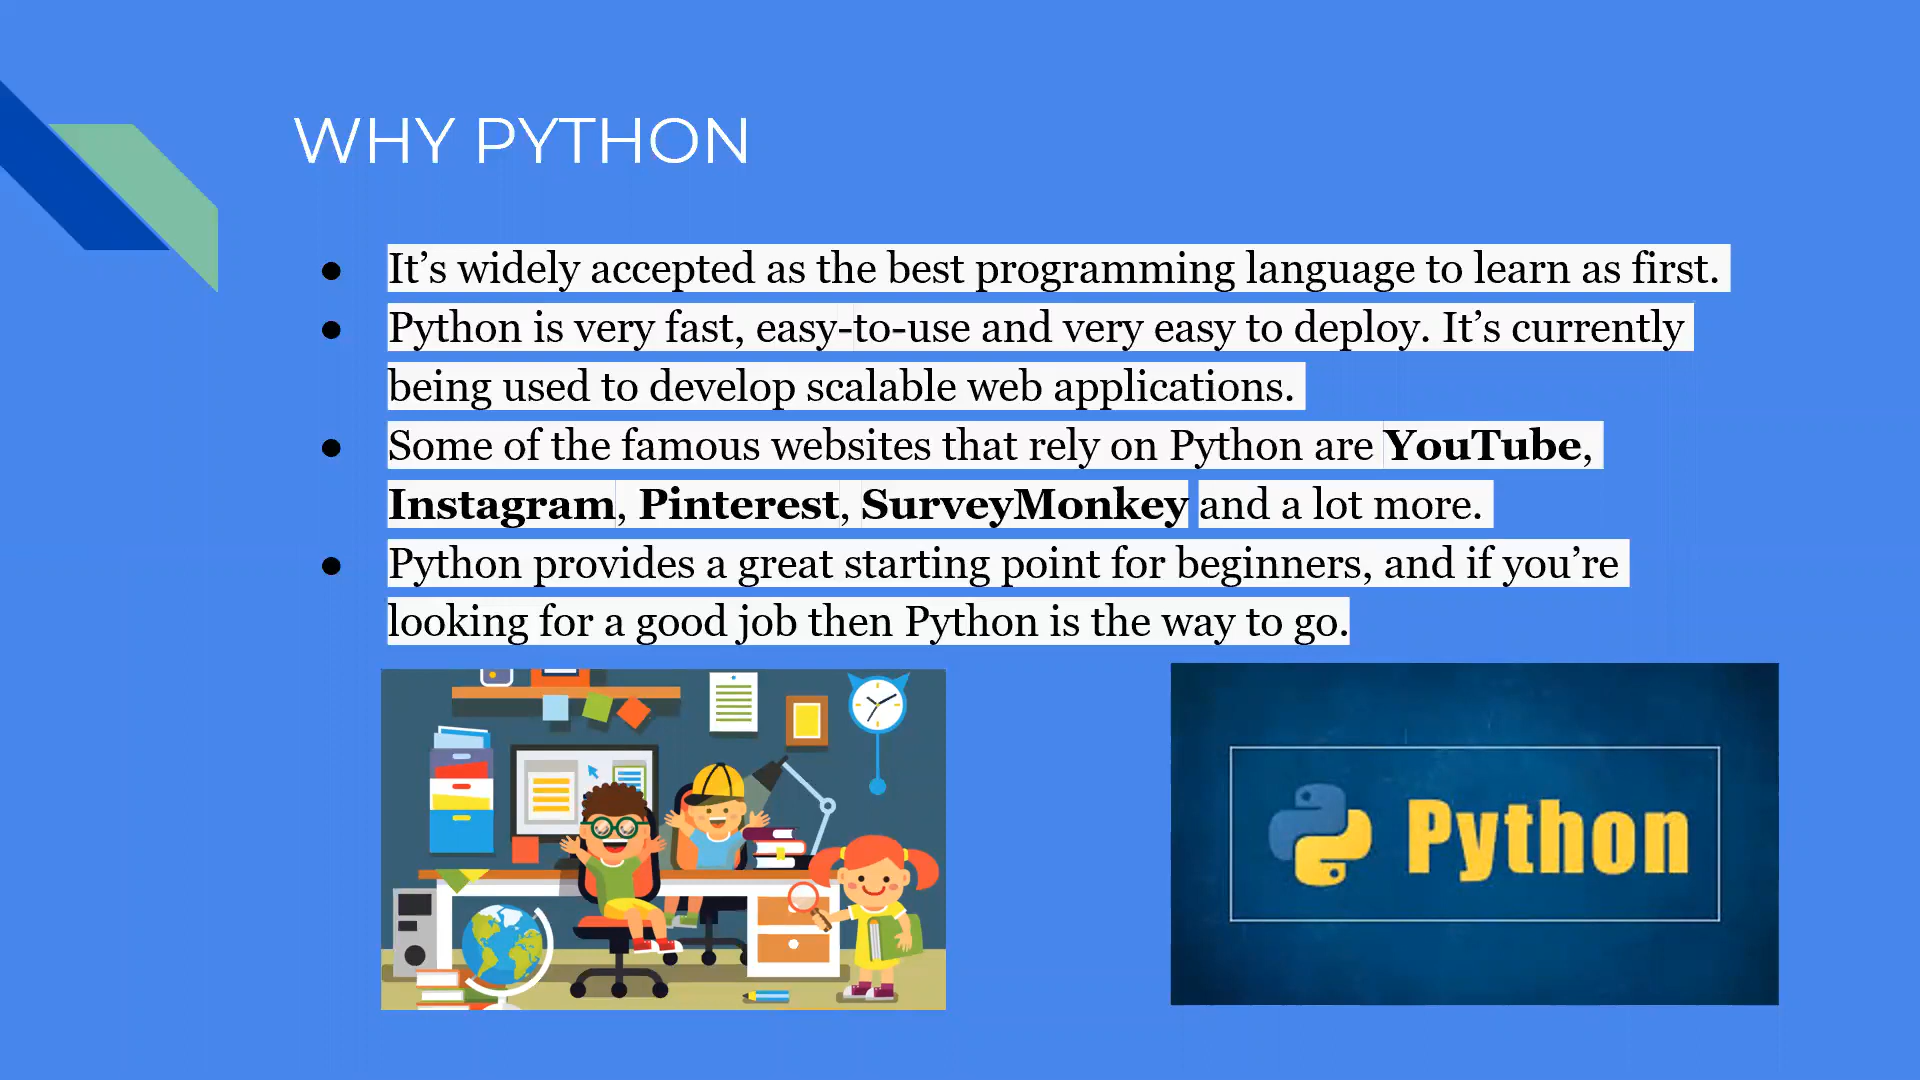 WHY PYTHON
● It’s widely accepted as the best programming language to learn as first.
● Python is very fast, easy-to-use and very easy to deploy. It’s currently
being used to develop scalable web applications.
● Some of the famous websites that rely on Python are YouTube,
Instagram, Pinterest, SurveyMonkey and a lot more.
● Python provides a great starting point for beginners, and if you’re
looking for a good job then Python is the way to go.
Python